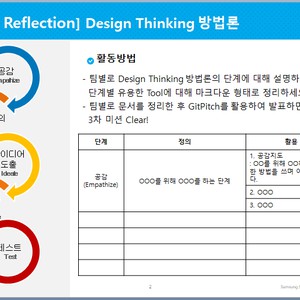 Reflection] Design Thinking 방법론
활동방법
- 팀별로 Design Thinking 방법론의 단계에 대해 설명하
단계별 유용한 Tool에 대해 마크다운 형태로 정리하세요
- 팀별로 문서를 정리한 후 GitPitch를 활용하여 발표하면
3차 미션 Clear!
공감
Empathize
의
아이디어
도출
Ideate
테스트
Test
단계 정의 활용
공감
(Empathize)
OOO를 위해 OOO를 하는 단계
1. 공감지도
: OO를 위해 OO
한 방법을 쓰며 이
다.
2. OOO
3. OOO